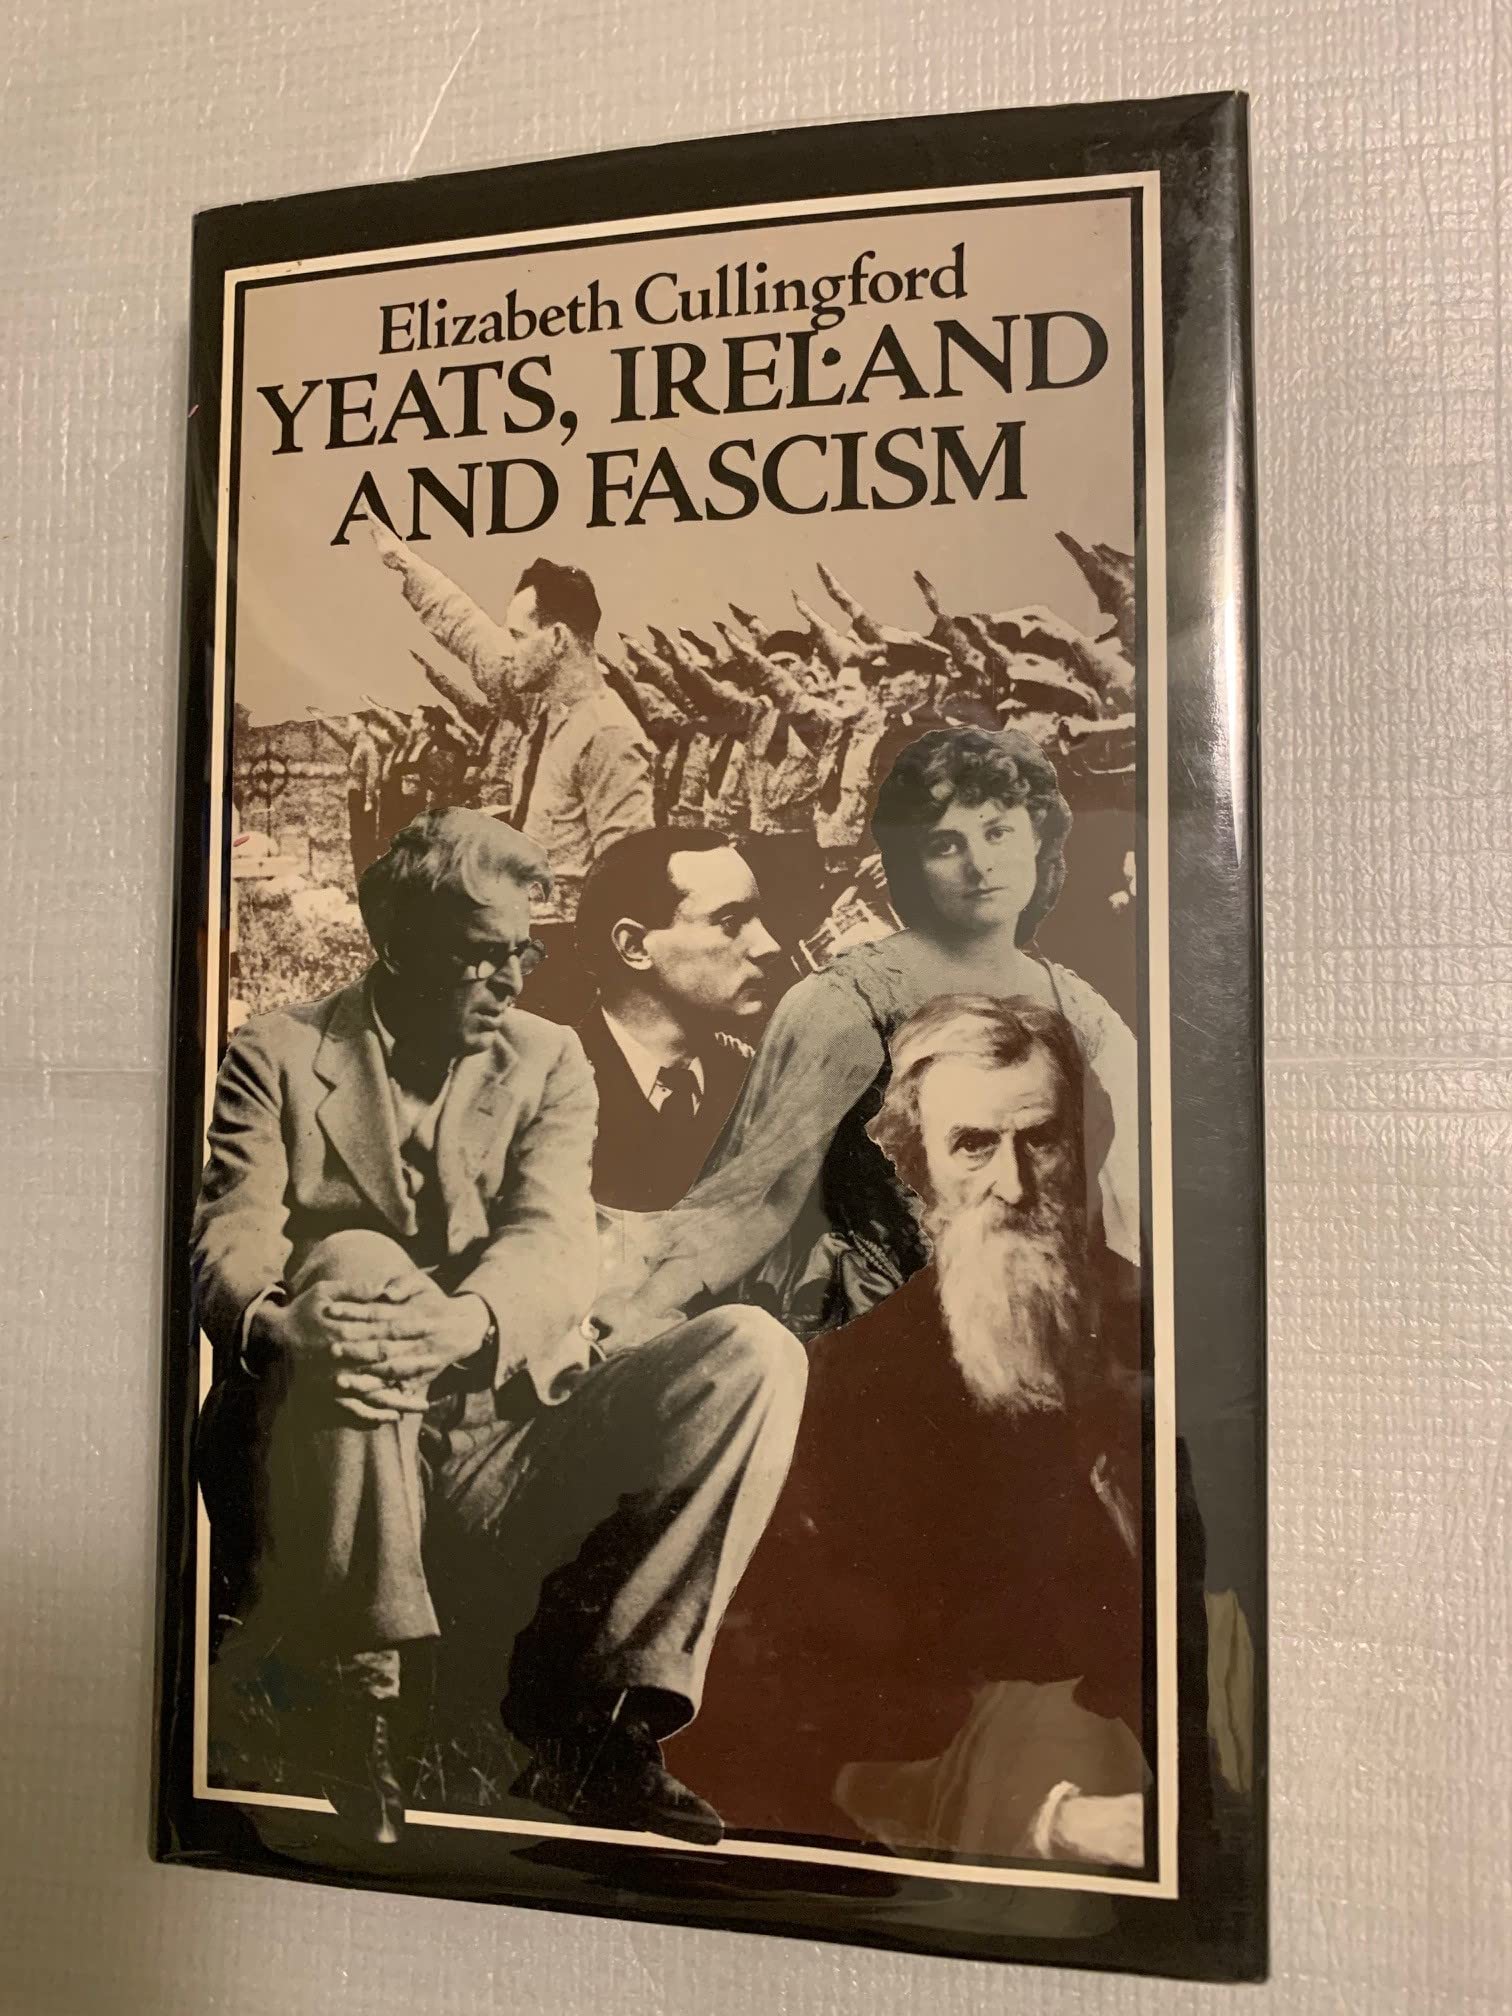 Elizabeth Cullingford
YEATS, IRELAND
AND FASCISM